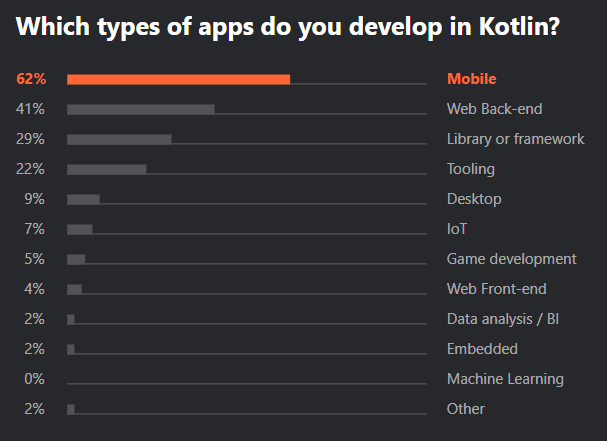 Which types of apps do you develop in Kotlin?
62% Mobile
41% Web Back-end
29% Library or framework
22% Tooling
9% Desktop
7% IoT
5% Game development
4% Web Front-end
2% Data analysis / BI
2% Embedded
0% Machine Learning
2% Other